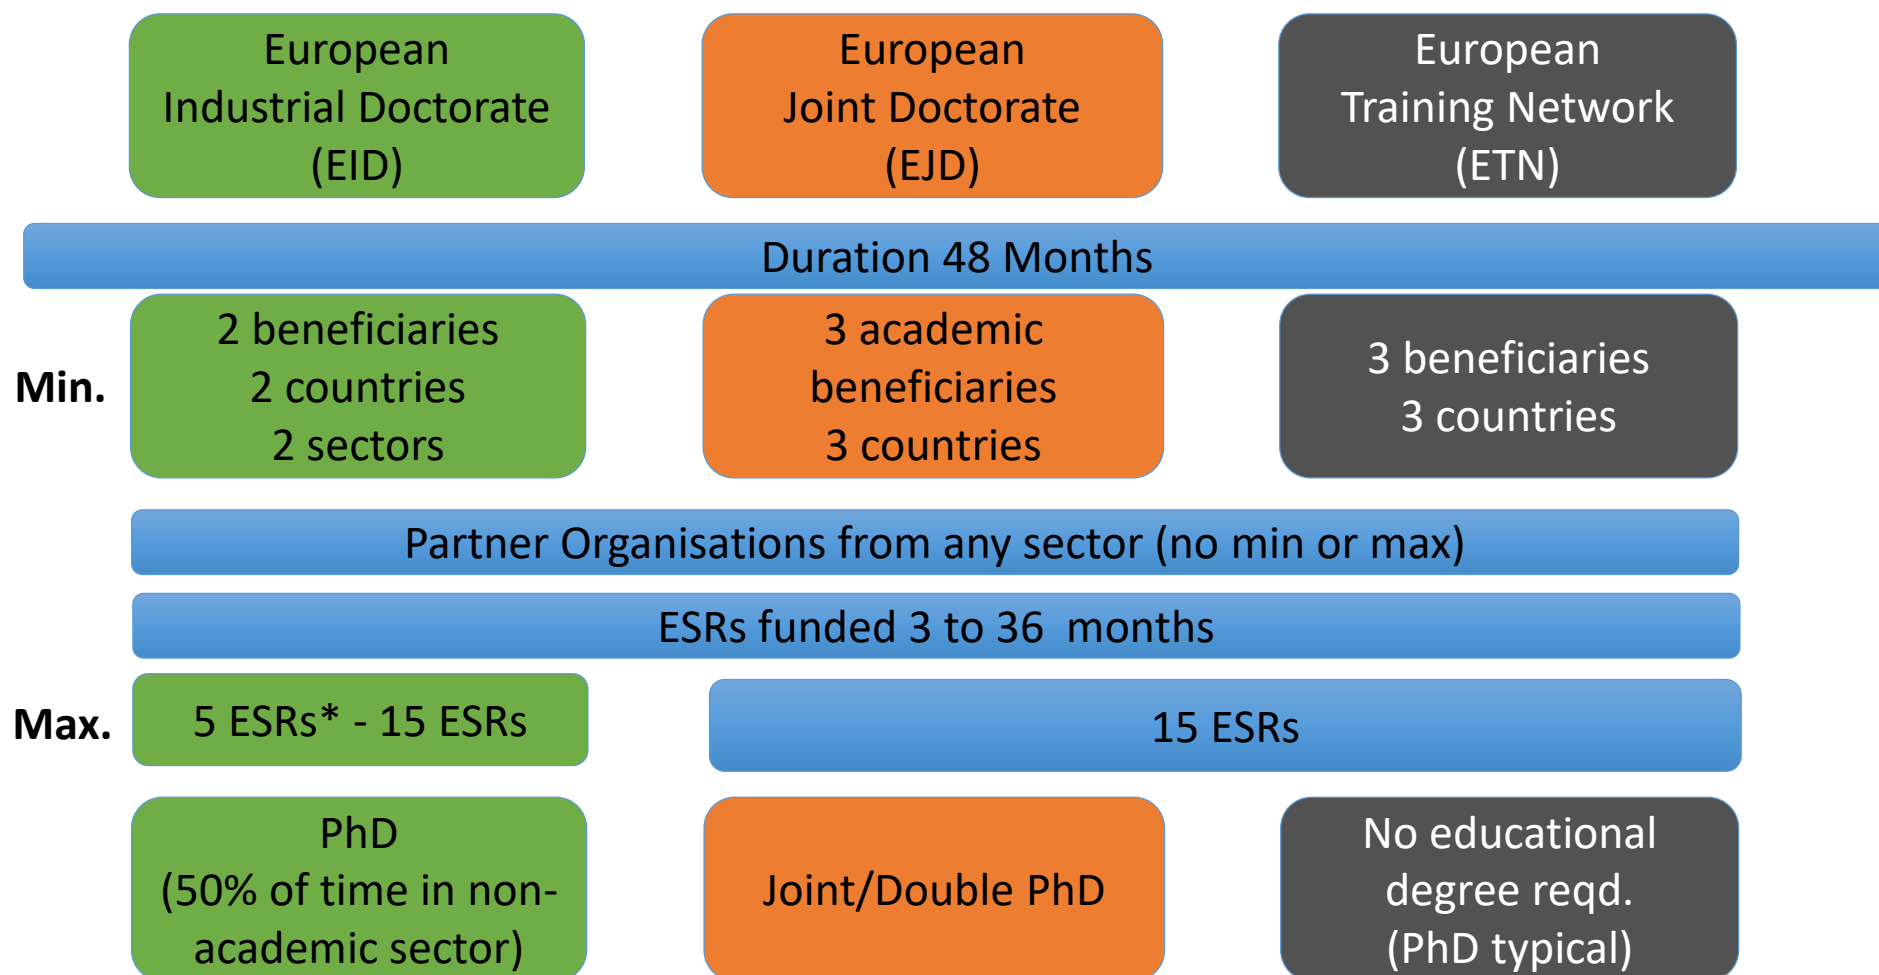 European
Industrial Doctorate
(EID)
European
Joint Doctorate
(EJD)
European
Training Network
(ETN)
Duration 48 Months
Min.
2 beneficiaries
2 countries
2 sectors
3 academic
beneficiaries
3 countries
3 beneficiaries
3 countries
Partner Organisations from any sector (no min or max)
ESRs funded 3 to 36 months
Max.
5 ESRs* - 15 ESRs
15 ESRs
PhD
(50% of time in non-
academic sector)
Joint/Double PhD
No educational
degree reqd.
(PhD typical)